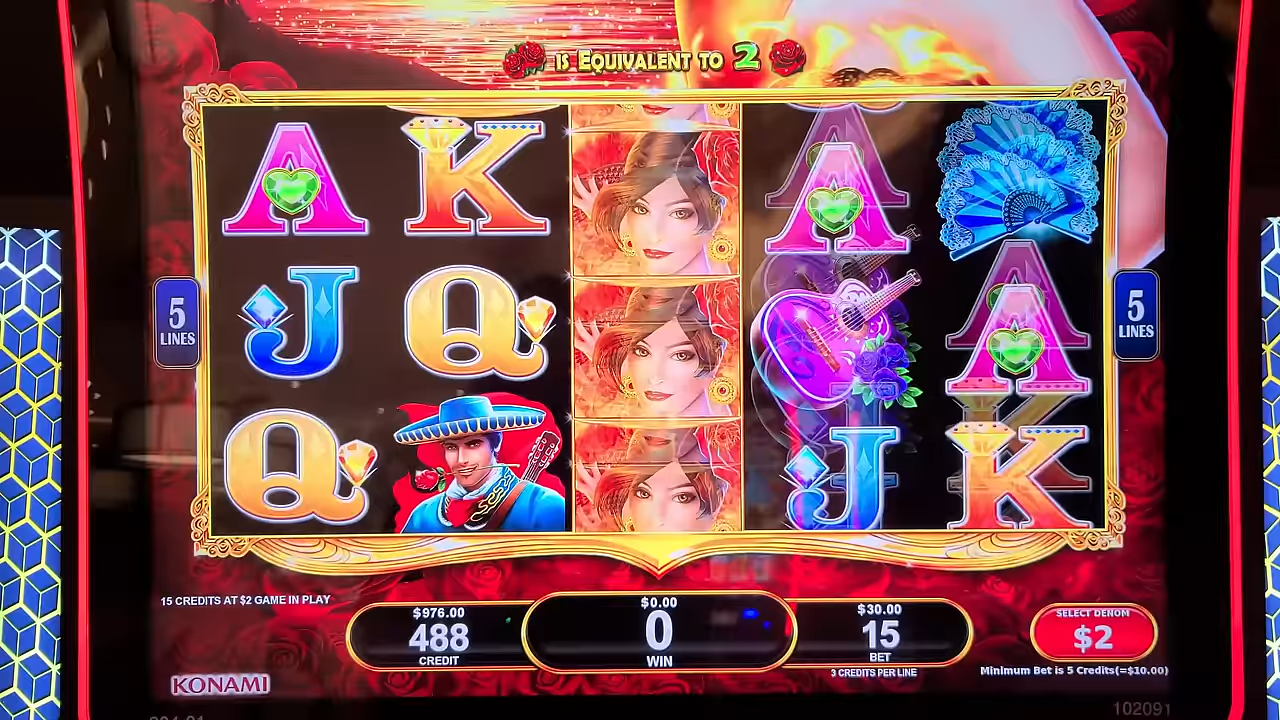 IS EQUIVALENT TO 2
A K A
A
J Q
Q J K
5 LINES
5 LINES
15 CREDITS AT $2 GAME IN PLAY
$976.00
488
CREDIT
$0.00
0
WIN
$30.00
15
BET
3 CREDITS PER LINE
SELECT DENOM
$2
Minimum Bet is 5 Credits(=$10.00)
KONAMI
102091